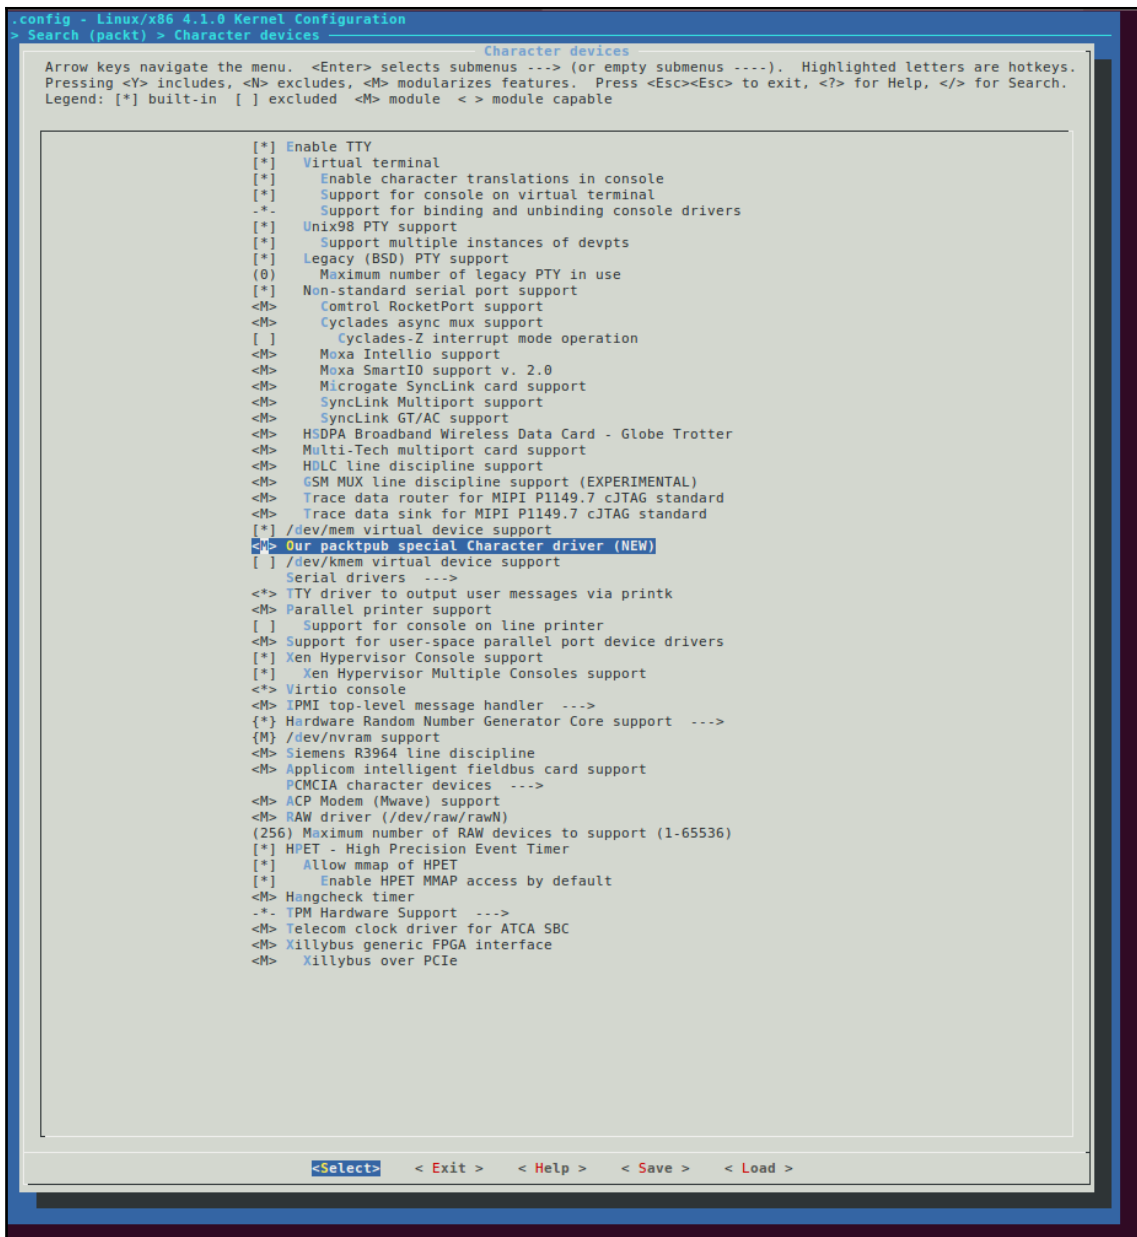 .config - Linux/x86 4.1.0 Kernel Configuration
> Search (packt) > Character devices
Character devices
Arrow keys navigate the menu.  <Enter> selects submenus ---> (or empty submenus ----).  Highlighted letters are hotkeys.
Pressing <Y> includes, <N> excludes, <M> modularizes features.  Press <Esc><Esc> to exit, <?> for Help, </> for Search.
Legend: [*] built-in  [ ] excluded  <M> module  < > module capable
[*] Enable TTY
[*]   Virtual terminal
[*]     Enable character translations in console
[*]     Support for console on virtual terminal
-*-     Support for binding and unbinding console drivers
[*]   Unix98 PTY support
[*]     Support multiple instances of devpts
[*]   Legacy (BSD) PTY support
(0)     Maximum number of legacy PTY in use
[*]   Non-standard serial port support
<M>     Comtrol RocketPort support
<M>     Cyclades async mux support
[ ]       Cyclades-Z interrupt mode operation
<M>     Moxa Intellio support
<M>     Moxa SmartIO support v. 2.0
<M>     Microgate SyncLink card support
<M>     SyncLink Multiport support
<M>     SyncLink GT/AC support
<M>   HSDPA Broadband Wireless Data Card - Globe Trotter
<M>   Multi-Tech multiport card support
<M>   HDLC line discipline support
<M>   GSM MUX line discipline support (EXPERIMENTAL)
<M>   Trace data router for MIPI P1149.7 cJTAG standard
<M>   Trace data sink for MIPI P1149.7 cJTAG standard
[*] /dev/mem virtual device support
<M> Our packtpub special Character driver (NEW)
[ ] /dev/kmem virtual device support
    Serial drivers  --->
<*> TTY driver to output user messages via printk
<M> Parallel printer support
[ ]   Support for console on line printer
<M> Support for user-space parallel port device drivers
[*] Xen Hypervisor Console support
[*]   Xen Hypervisor Multiple Consoles support
<*> Virtio console
<M> IPMI top-level message handler  --->
{*} Hardware Random Number Generator Core support  --->
{M} /dev/nvram support
<M> Siemens R3964 line discipline
<M> Applicom intelligent fieldbus card support
    PCMCIA character devices  --->
<M> ACP Modem (Mwave) support
<M> RAW driver (/dev/raw/rawN)
(256) Maximum number of RAW devices to support (1-65536)
[*] HPET - High Precision Event Timer
[*]   Allow mmap of HPET
[*]     Enable HPET MMAP access by default
<M> Hangcheck timer
-*- TPM Hardware Support  --->
<M> Telecom clock driver for ATCA SBC
<M> Xillybus generic FPGA interface
<M>   Xillybus over PCIe
<Select>    < Exit >    < Help >    < Save >    < Load >